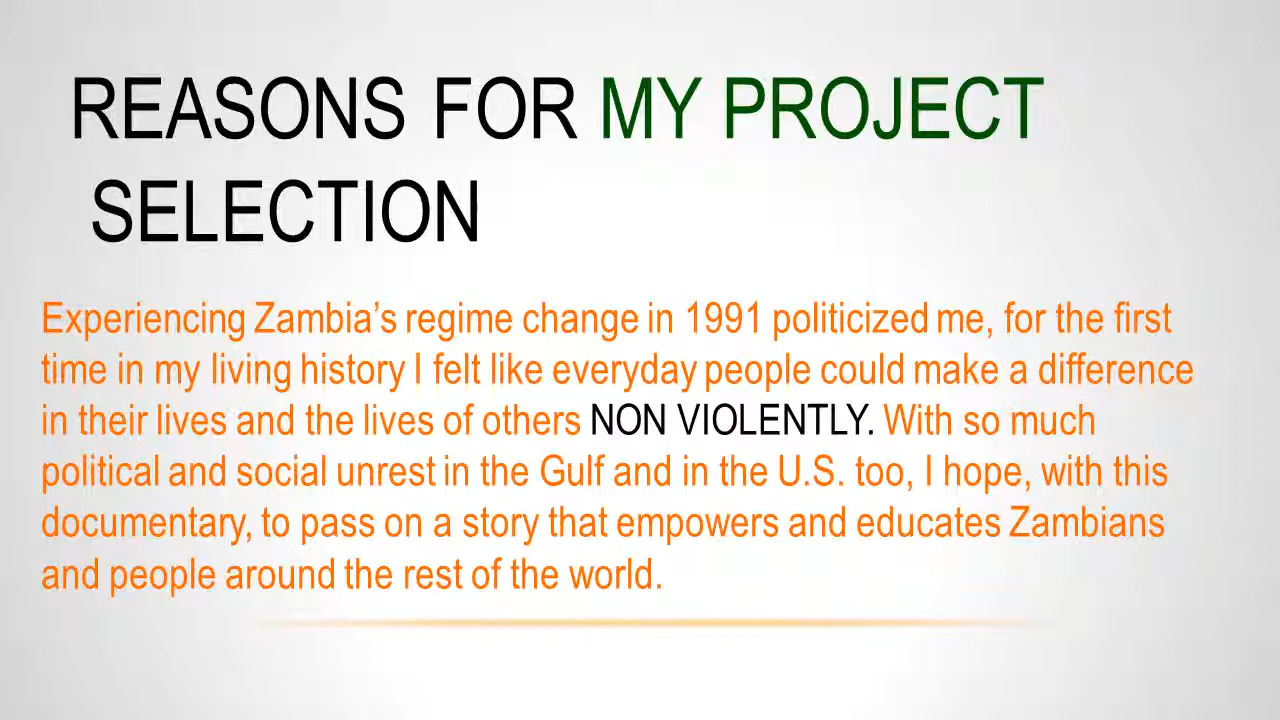 REASONS FOR MY PROJECT
SELECTION
Experiencing Zambia’s regime change in 1991 politicized me, for the first
time in my living history I felt like everyday people could make a difference
in their lives and the lives of others NON VIOLENTLY. With so much
political and social unrest in the Gulf and in the U.S. too, I hope, with this
documentary, to pass on a story that empowers and educates Zambians
and people around the rest of the world.